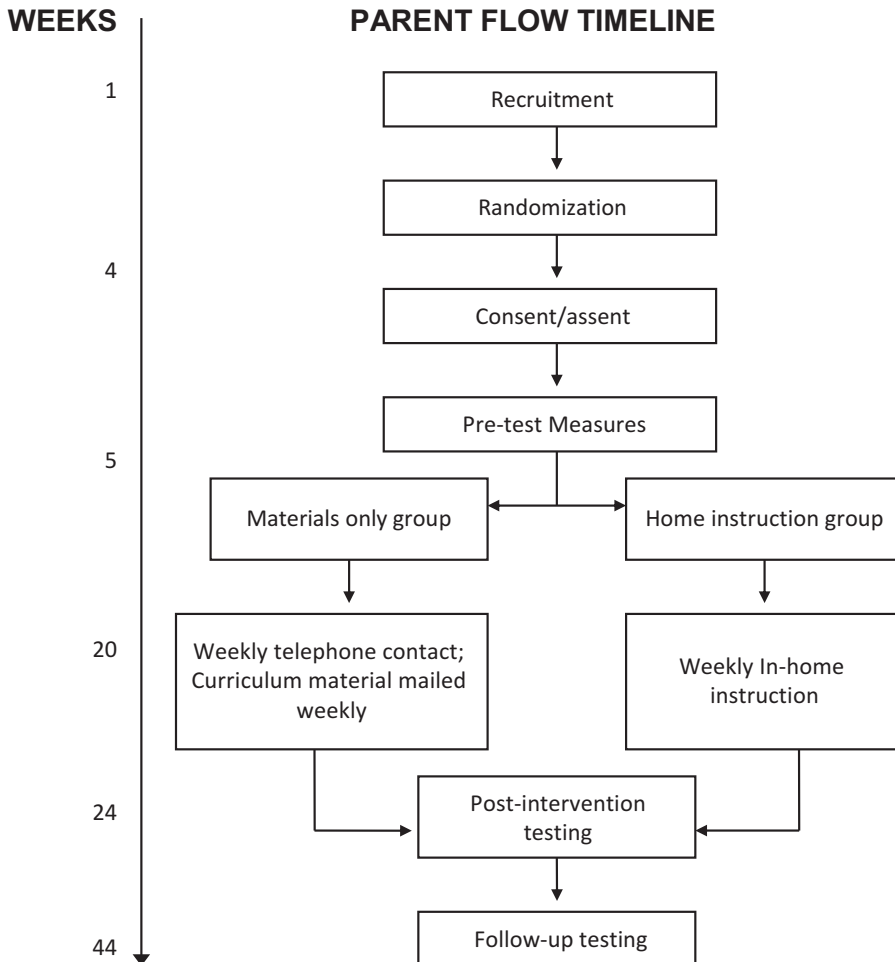 WEEKS
PARENT FLOW TIMELINE
1
Recruitment
Randomization
4
Consent/assent
Pre-test Measures
5
Materials only group
Home instruction group
20
Weekly telephone contact;
Curriculum material mailed
weekly
Weekly In-home
instruction
24
Post-intervention
testing
44
Follow-up testing